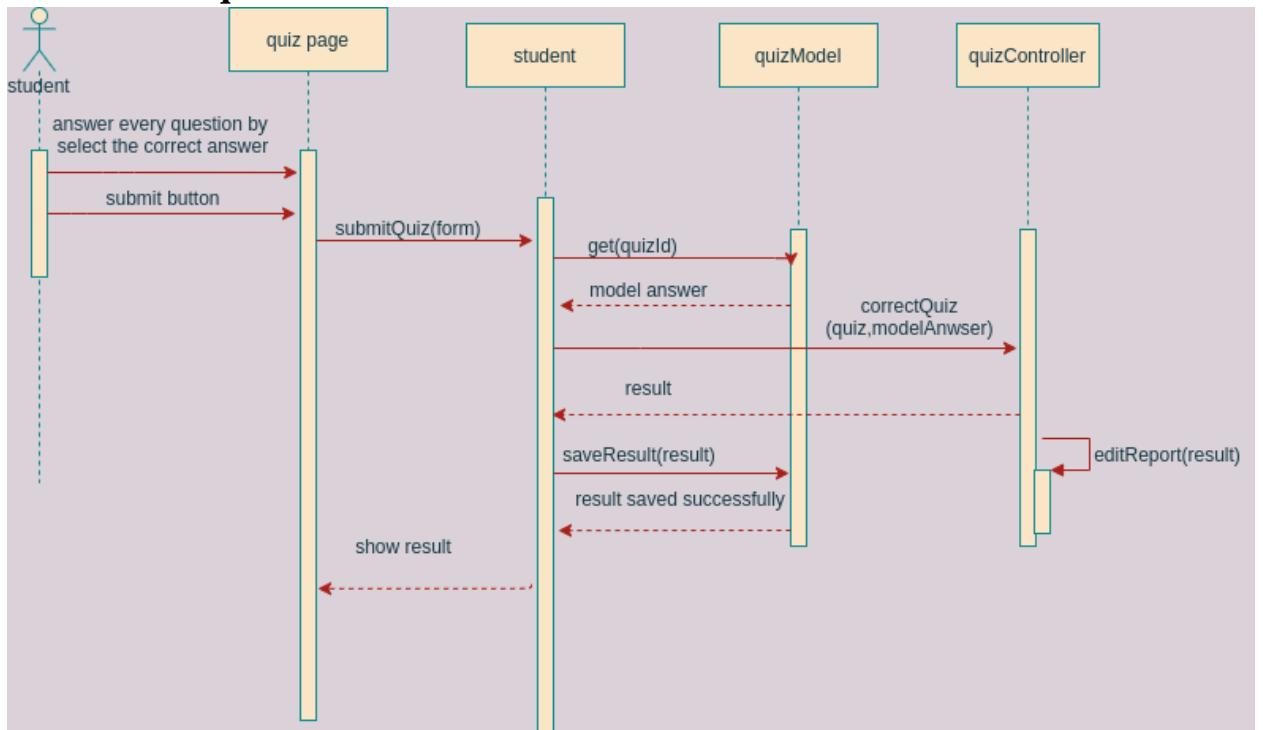 quiz page
student
quizModel
quizController
student
answer every question by
select the correct answer
submit button
submitQuiz(form)
get(quizId)
model answer
correctQuiz
(quiz,modelAnwser)
result
saveResult(result)
editReport(result)
result saved successfully
show result